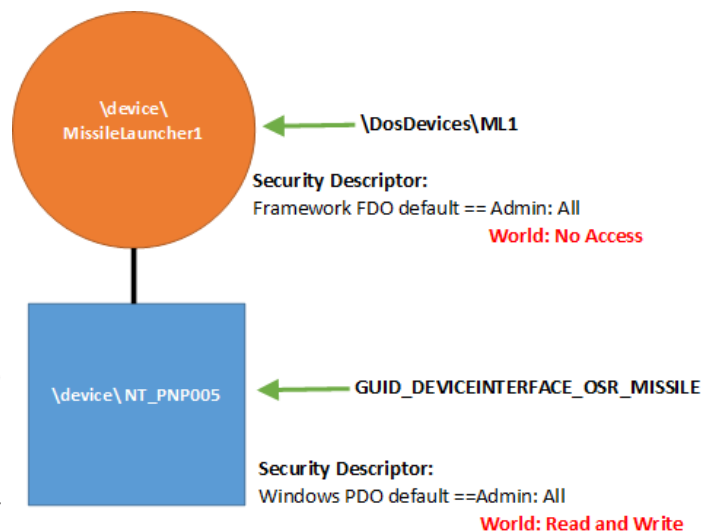 \device\
MissileLauncher1
\DosDevices\ML1
Security Descriptor:
Framework FDO default == Admin: All
World: No Access
\device\NT_PNP005
GUID_DEVICEINTERFACE_OSR_MISSILE
Security Descriptor:
Windows PDO default ==Admin: All
World: Read and Write